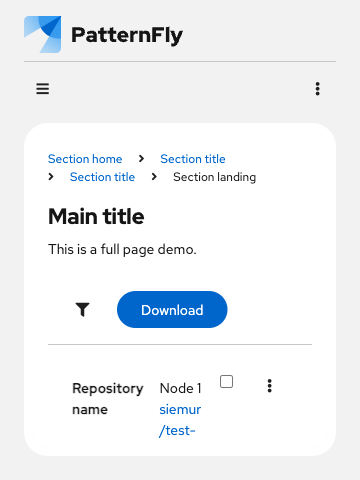 PatternFly
Section home > Section title
> Section title > Section landing
Main title
This is a full page demo.
Download
Repository name
Node 1
siemur
/test-